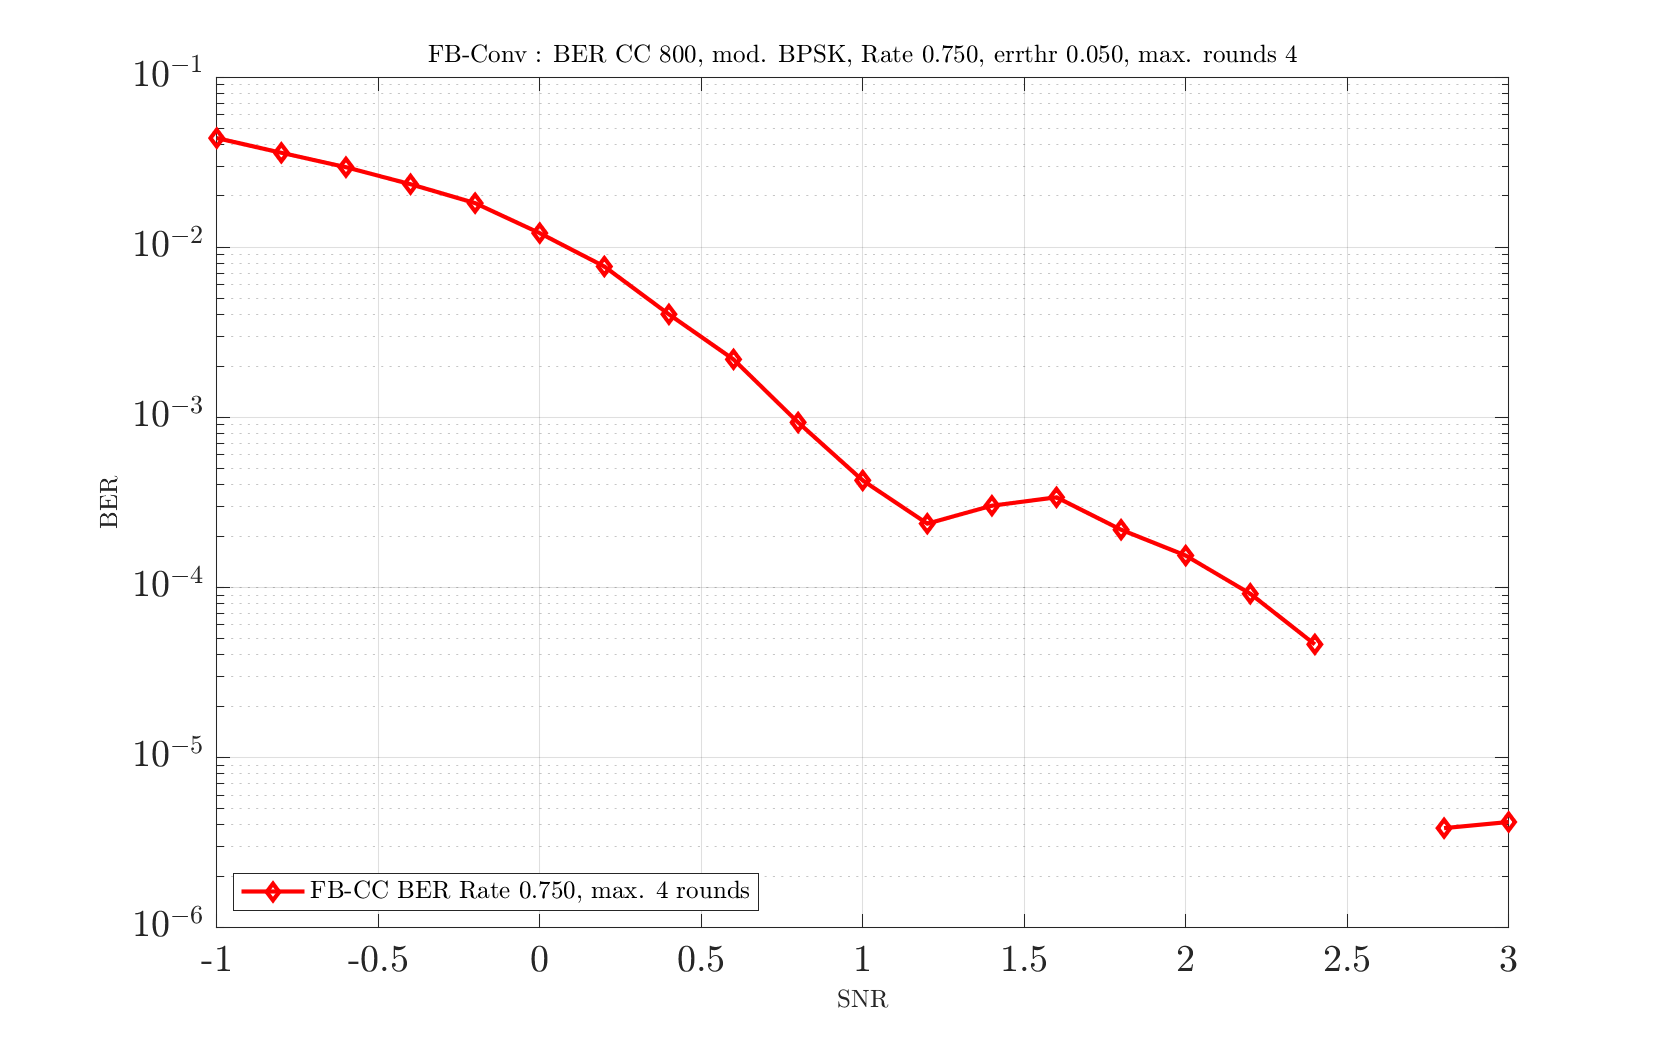 FB-Conv : BER CC 800, mod. BPSK, Rate 0.750, errthr 0.050, max. rounds 4
10⁻¹
10⁻²
10⁻³
10⁻⁴
10⁻⁵
10⁻⁶
BER
FB-CC BER Rate 0.750, max. 4 rounds
-1 -0.5 0 0.5 1 1.5 2 2.5 3
SNR